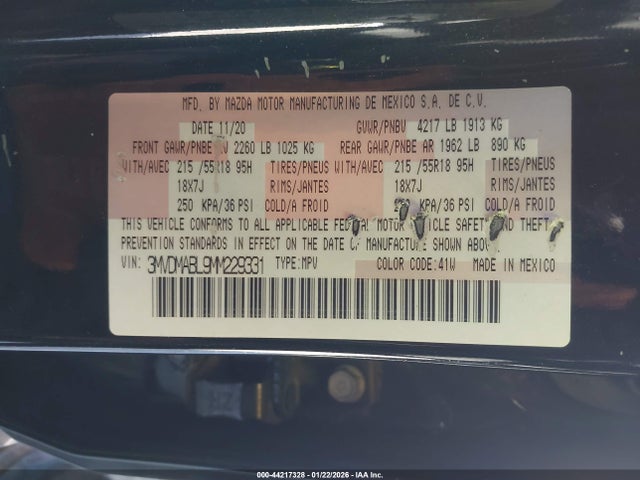 MFD. BY MAZDA MOTOR MANUFACTURING DE MEXICO S.A. DE C.V.
DATE 11/20 GVWR/PNBV 4217 LB 1913 KG
FRONT GAWR/PNBE AV 2260 LB 1025 KG REAR GAWR/PNBE AR 1962 LB 890 KG
WITH/AVEC 215 /55R18 95H TIRES/PNEUS WITH/AVEC 215 /55R18 95H TIRES/PNEUS
18X7J RIMS/JANTES 18X7J RIMS/JANTES
250 KPA/36 PSI COLD/A FROID 250 KPA/36 PSI COLD/A FROID
THIS VEHICLE CONFORMS TO ALL APPLICABLE FEDERAL MOTOR VEHICLE SAFETY AND THEFT
PREVENTION STANDARDS IN EFFECT ON THE DATE OF MANUFACTURE SHOWN ABOVE.
VIN: 3MVDMABL9MM229331 TYPE:MPV COLOR CODE:41W MADE IN MEXICO
000-44217328 - 01/22/2026 - IAA Inc.